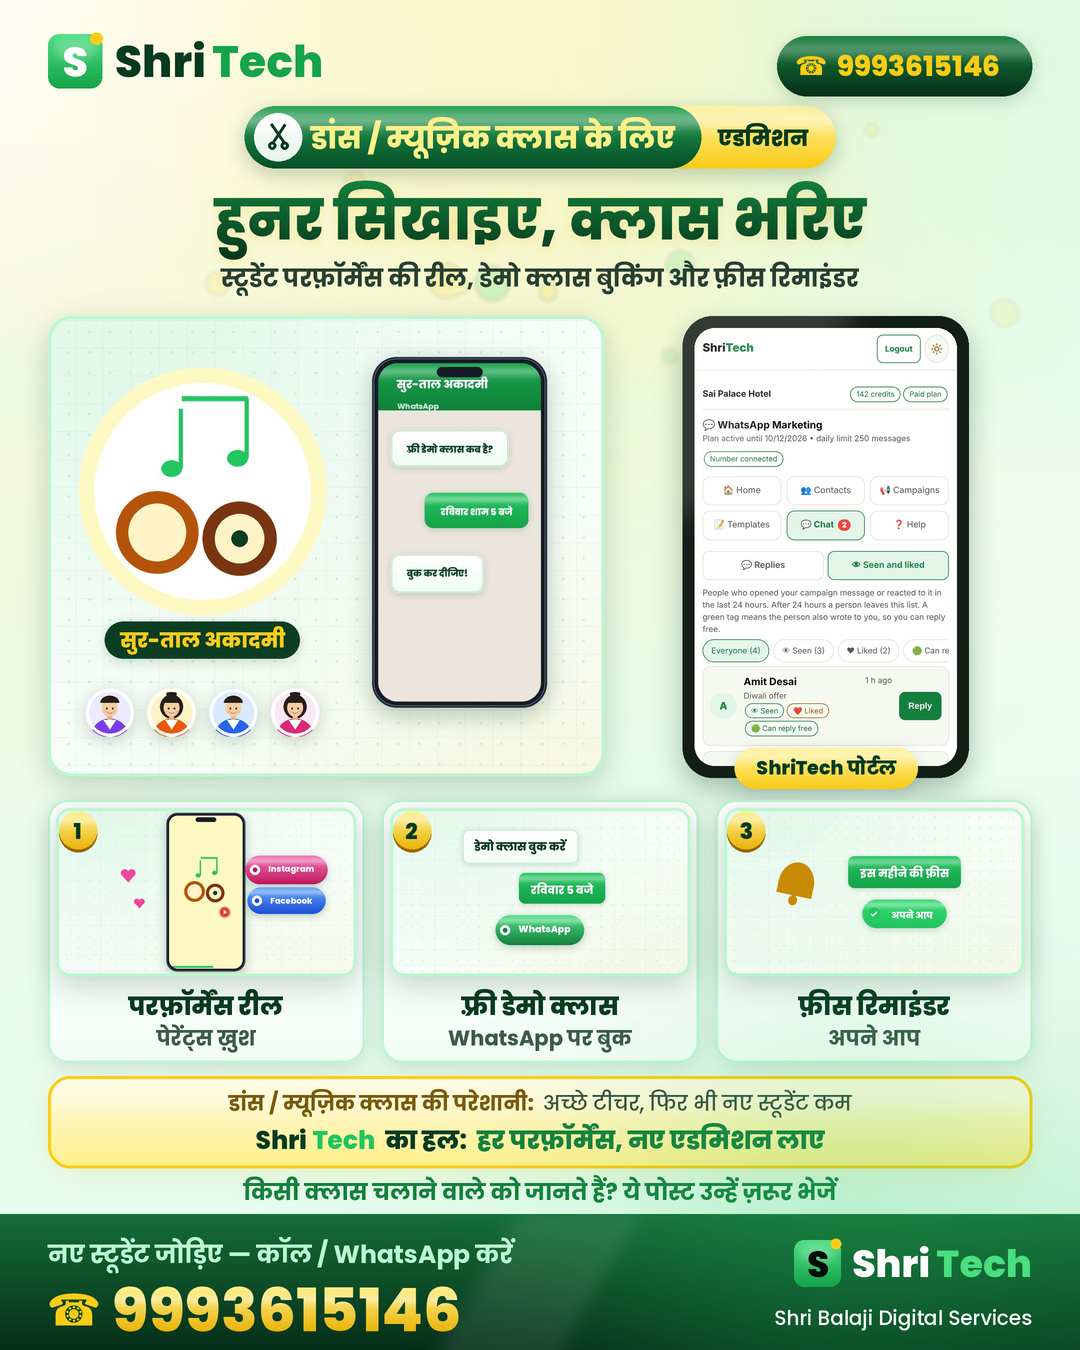 S Shri Tech
☎ 9993615146
डांस / म्यूज़िक क्लास के लिए एडमिशन
हुनर सिखाइए, क्लास भरिए
स्टूडेंट परफ़ॉर्मेंस की रील, डेमो क्लास बुकिंग और फ़ीस रिमाइंडर
सुर-ताल अकादमी
WhatsApp
फ़्री डेमो क्लास कब है?
रविवार शाम 5 बजे
बुक कर दीजिए!
सुर-ताल अकादमी
ShriTech
Logout
Sai Palace Hotel
142 credits
Paid plan
WhatsApp Marketing
Plan active until 10/12/2026 • daily limit 250 messages
Number connected
Home
Contacts
Campaigns
Templates
Chat 2
Help
Replies
Seen and liked
People who opened your campaign message or reacted to it in
the last 24 hours. After 24 hours a person leaves this list. A
green tag means the person also wrote to you, so you can reply
free.
Everyone (4)
Seen (3)
Liked (2)
Can re
A
Amit Desai
1 h ago
Diwali offer
Seen
Liked
Can reply free
Reply
ShriTech पोर्टल
1
Instagram
Facebook
परफ़ॉर्मेंस रील
पेरेंट्स ख़ुश
2
डेमो क्लास बुक करें
रविवार 5 बजे
WhatsApp
फ़्री डेमो क्लास
WhatsApp पर बुक
3
इस महीने की फ़ीस
अपने आप
फ़ीस रिमाइंडर
अपने आप
डांस / म्यूज़िक क्लास की परेशानी: अच्छे टीचर, फिर भी नए स्टूडेंट कम
Shri Tech का हल: हर परफ़ॉर्मेंस, नए एडमिशन लाए
किसी क्लास चलाने वाले को जानते हैं? ये पोस्ट उन्हें ज़रूर भेजें
नए स्टूडेंट जोड़िए — कॉल / WhatsApp करें
☎ 9993615146
S Shri Tech
Shri Balaji Digital Services